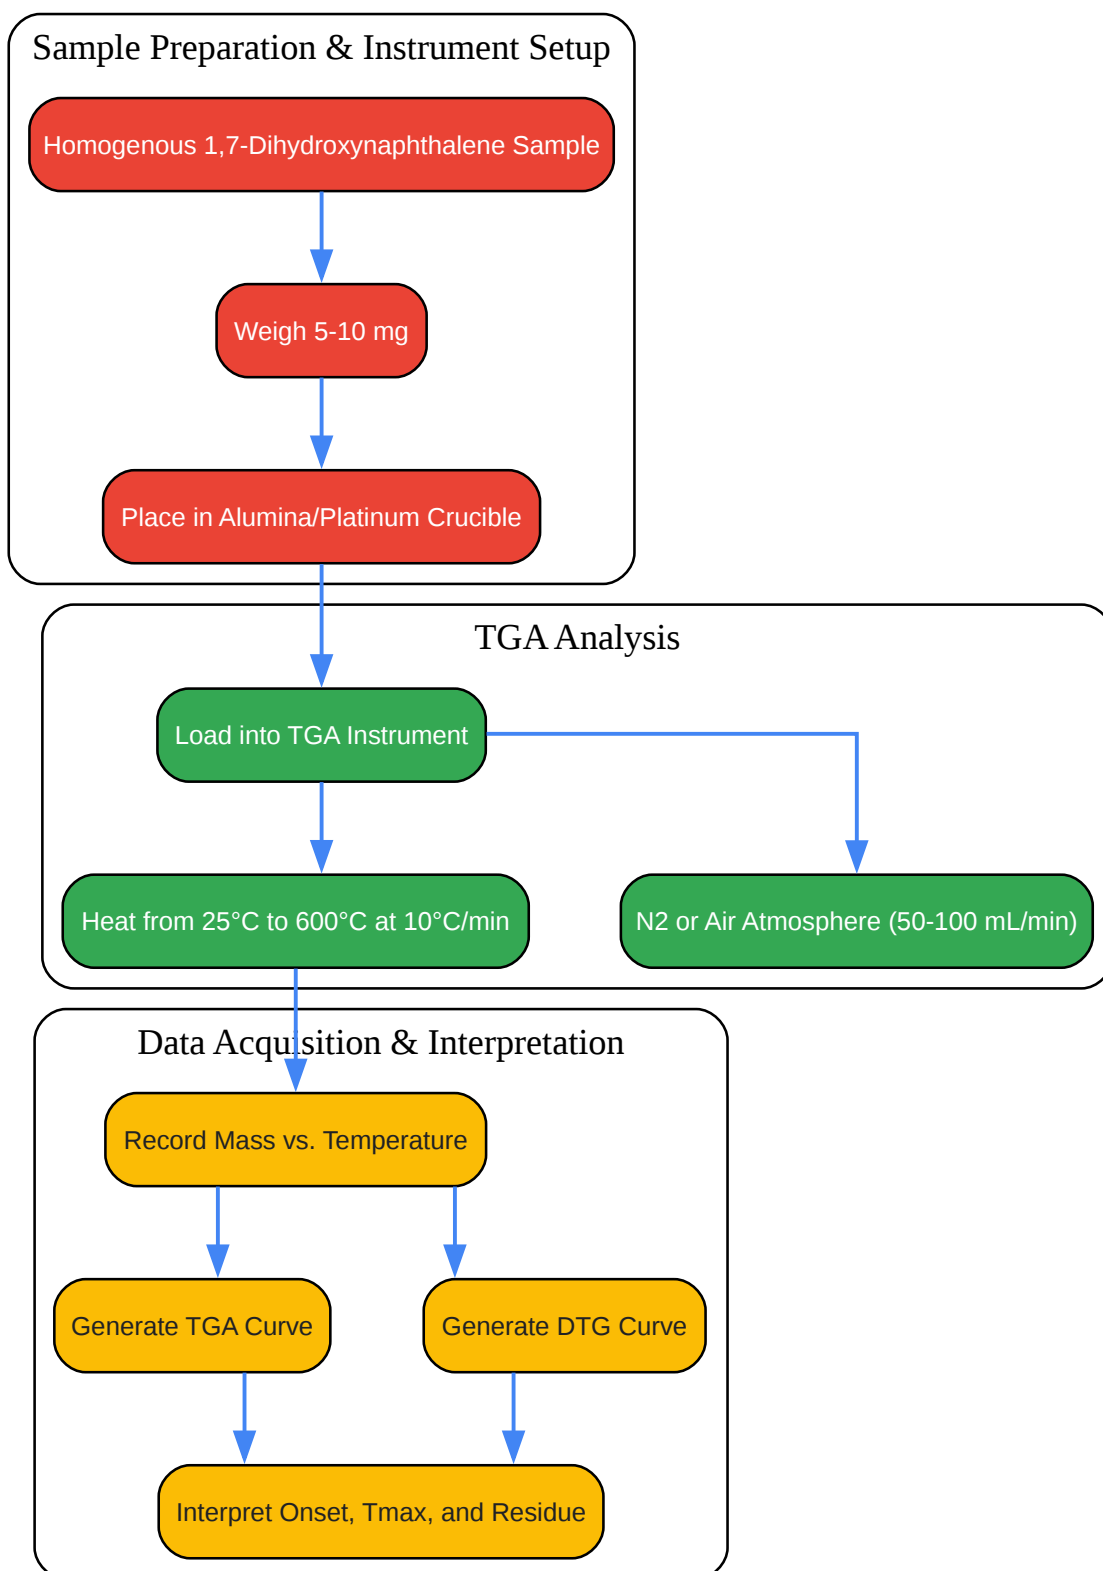 Sample Preparation & Instrument Setup
Homogenous 1,7-Dihydroxynaphthalene Sample
Weigh 5-10 mg
Place in Alumina/Platinum Crucible
TGA Analysis
Load into TGA Instrument
Heat from 25°C to 600°C at 10°C/min
N2 or Air Atmosphere (50-100 mL/min)
Data Acquisition & Interpretation
Record Mass vs. Temperature
Generate TGA Curve
Generate DTG Curve
Interpret Onset, Tmax, and Residue